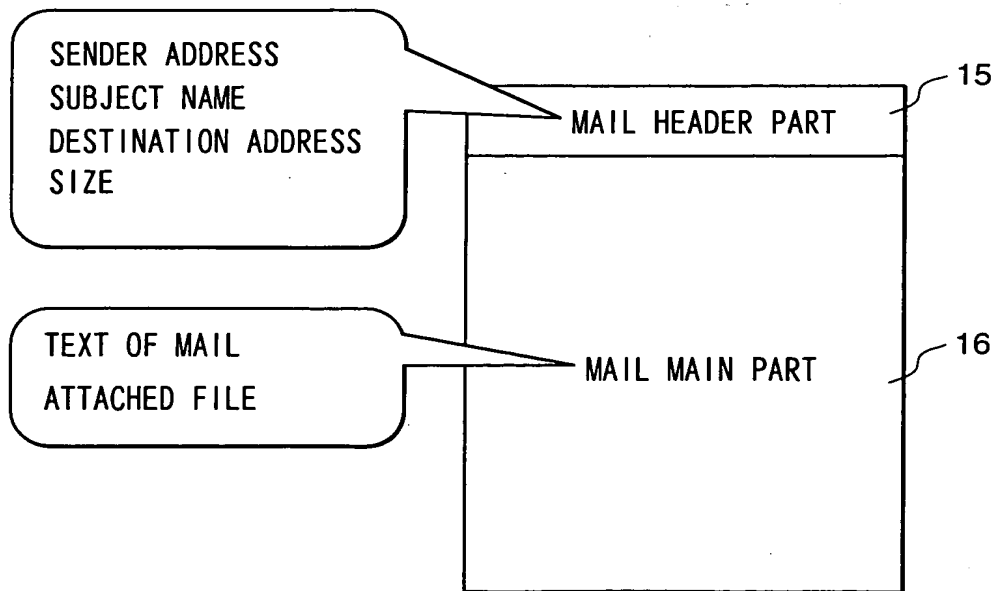 SENDER ADDRESS
SUBJECT NAME
DESTINATION ADDRESS
SIZE
15
MAIL HEADER PART
TEXT OF MAIL
ATTACHED FILE
MAIL MAIN PART
16